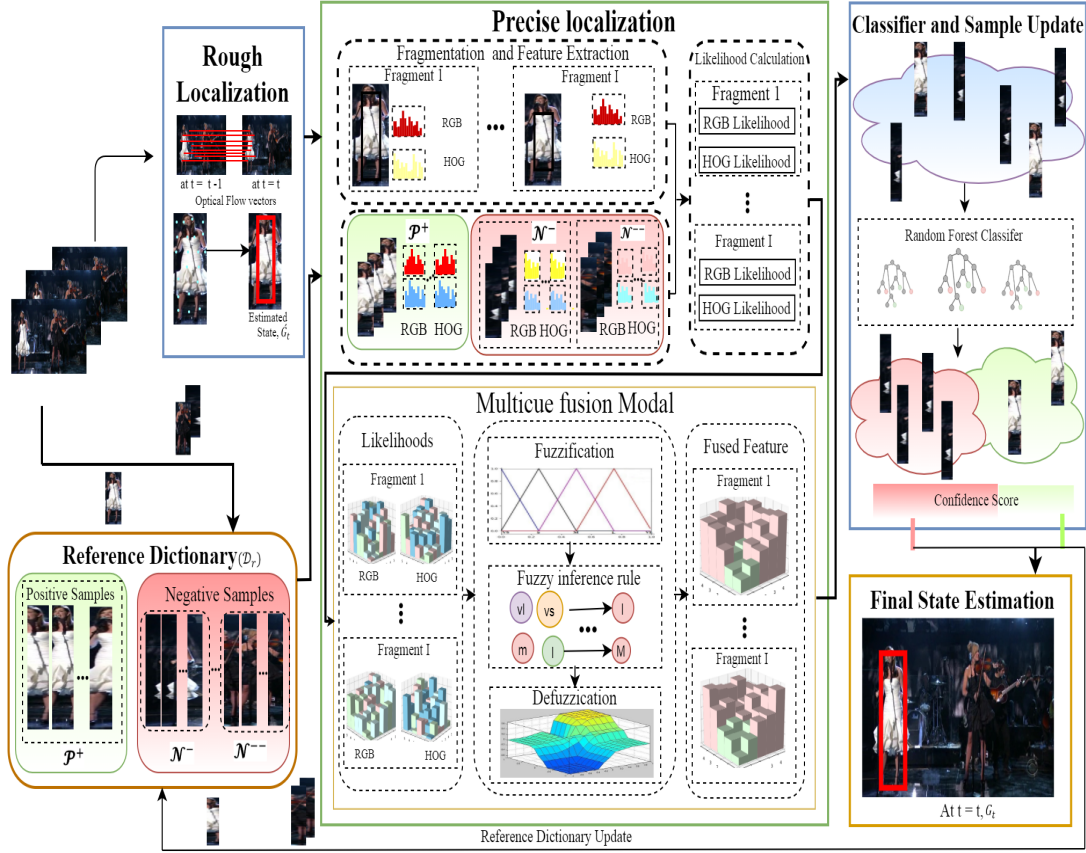 Rough
Localization
at t = t -1
at t = t
Optical Flow vectors
Estimated
State, Ĝt
Precise localization
Fragmentation and Feature Extraction
Fragment 1
RGB
HOG
...
Fragment I
RGB
HOG
P+
RGB HOG
N-
RGB HOG
N--
RGB HOG
Likelihood Calculation
Fragment 1
RGB Likelihood
HOG Likelihood
Fragment I
RGB Likelihood
HOG Likelihood
Multicue fusion Modal
Likelihoods
Fragment 1
RGB
HOG
Fragment I
RGB
HOG
Fuzzification
Fuzzy inference rule
vl vs l
...
m l M
Defuzzication
Fused Feature
Fragment 1
Fragment I
Classifier and Sample Update
Random Forest Classifer
Confidence Score
Reference Dictionary(Dr)
Positive Samples
...
P+
Negative Samples
... ... ...
N-
N--
Reference Dictionary Update
Final State Estimation
At t = t, Gt